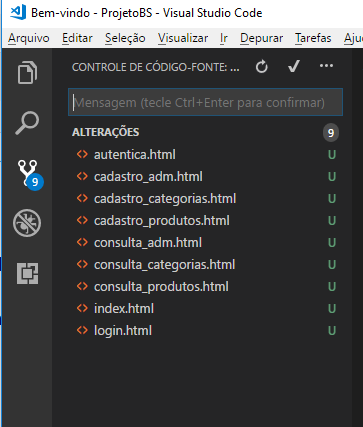 Bem-vindo - ProjetoBS - Visual Studio Code
Arquivo Editar Seleção Visualizar Ir Depurar Tarefas
CONTROLE DE CÓDIGO-FONTE: ...
Mensagem (tecle Ctrl+Enter para confirmar)
ALTERAÇÕES 9
autentica.html U
cadastro_adm.html U
9
cadastro_categorias.html U
cadastro_produtos.html U
consulta_adm.html U
consulta_categorias.html U
consulta_produtos.html U
index.html U
login.html U